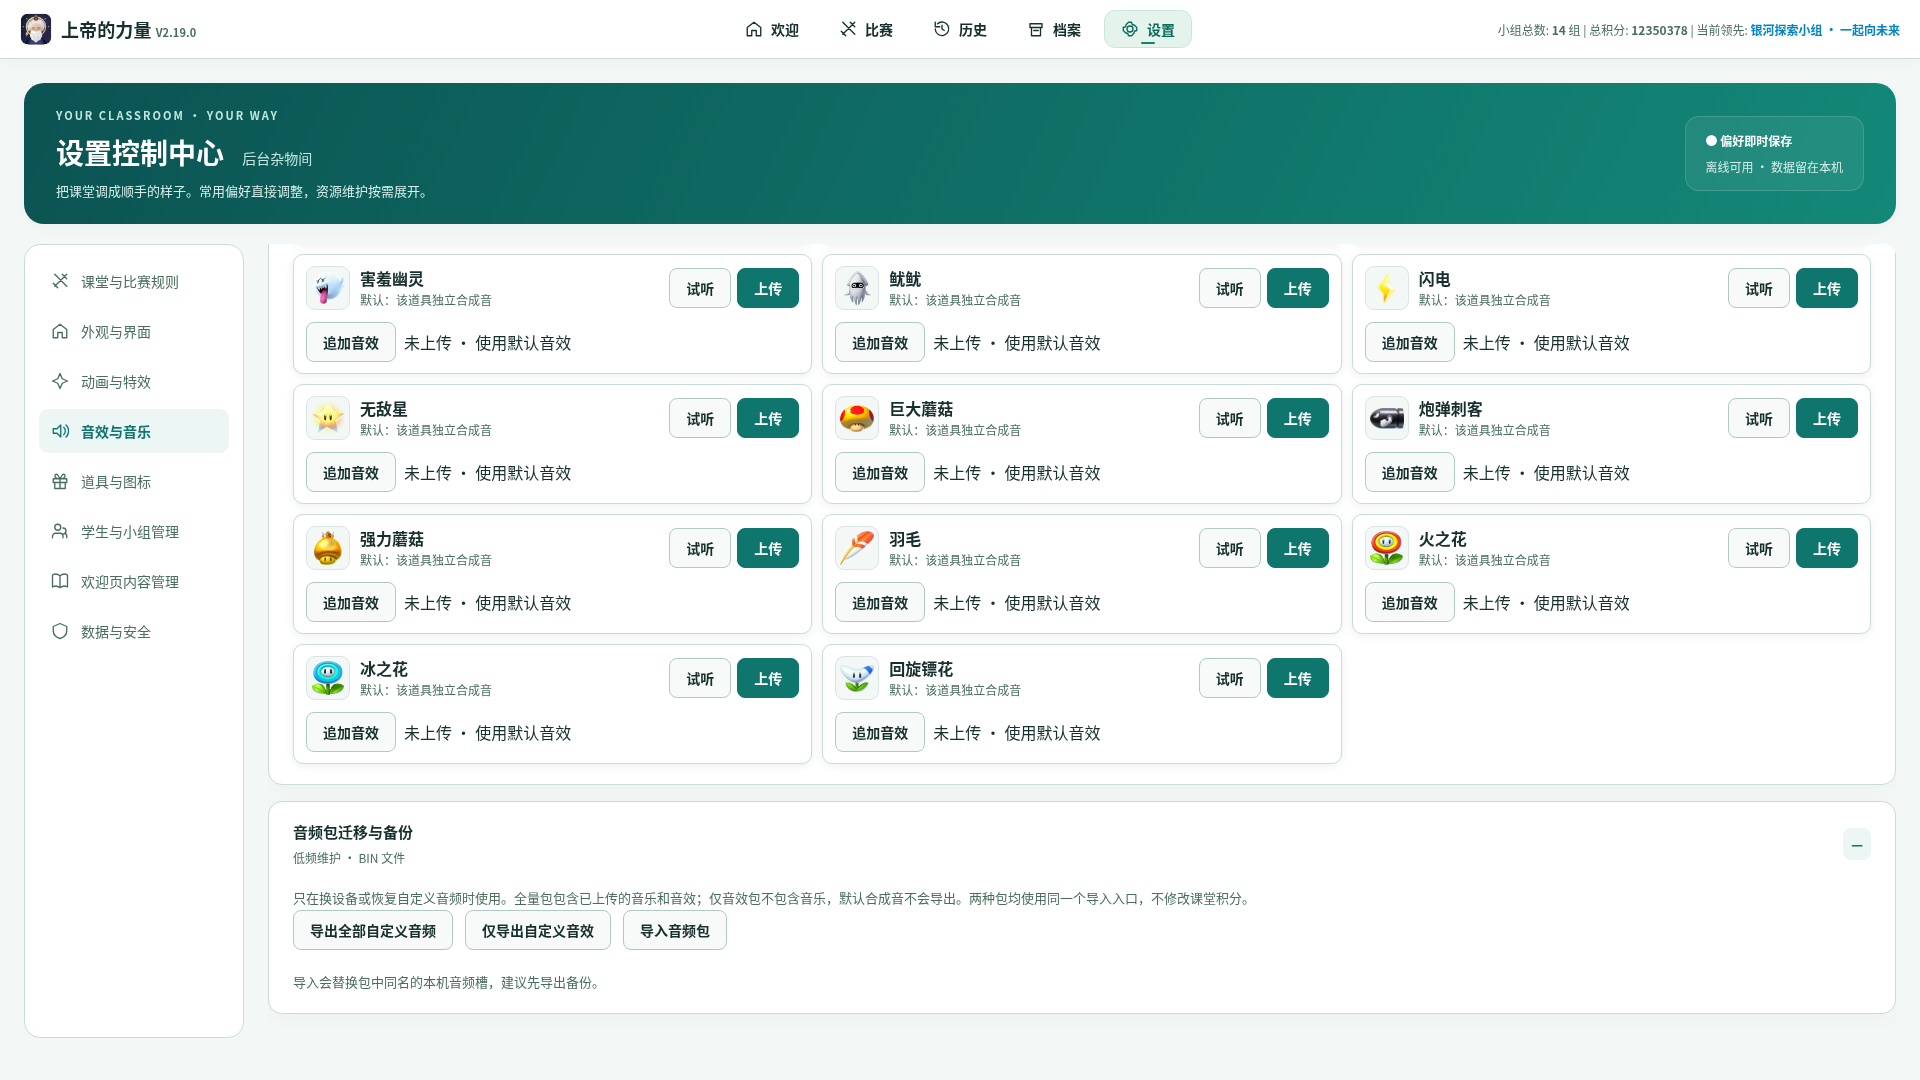 上帝的力量 V2.19.0
欢迎
比赛
历史
档案
设置
小组总数: 14 组 | 总积分: 12350378 | 当前领先: 银河探索小组 · 一起向未来
YOUR CLASSROOM · YOUR WAY
设置控制中心 后台杂物间
把课堂调成顺手的样子。常用偏好直接调整，资源维护按需展开。
偏好即时保存
离线可用 · 数据留在本机
课堂与比赛规则
外观与界面
动画与特效
音效与音乐
道具与图标
学生与小组管理
欢迎页内容管理
数据与安全
害羞幽灵
默认：该道具独立合成音
试听
上传
追加音效
未上传 · 使用默认音效
鱿鱿
默认：该道具独立合成音
试听
上传
追加音效
未上传 · 使用默认音效
闪电
默认：该道具独立合成音
试听
上传
追加音效
未上传 · 使用默认音效
无敌星
默认：该道具独立合成音
试听
上传
追加音效
未上传 · 使用默认音效
巨大蘑菇
默认：该道具独立合成音
试听
上传
追加音效
未上传 · 使用默认音效
炮弹刺客
默认：该道具独立合成音
试听
上传
追加音效
未上传 · 使用默认音效
强力蘑菇
默认：该道具独立合成音
试听
上传
追加音效
未上传 · 使用默认音效
羽毛
默认：该道具独立合成音
试听
上传
追加音效
未上传 · 使用默认音效
火之花
默认：该道具独立合成音
试听
上传
追加音效
未上传 · 使用默认音效
冰之花
默认：该道具独立合成音
试听
上传
追加音效
未上传 · 使用默认音效
回旋镖花
默认：该道具独立合成音
试听
上传
追加音效
未上传 · 使用默认音效
音频包迁移与备份
低频维护 · BIN 文件
只在换设备或恢复自定义音频时使用。全量包包含已上传的音乐和音效；仅音效包不包含音乐，默认合成音不会导出。两种包均使用同一个导入入口，不修改课堂积分。
导出全部自定义音频
仅导出自定义音效
导入音频包
导入会替换包中同名的本机音频槽，建议先导出备份。